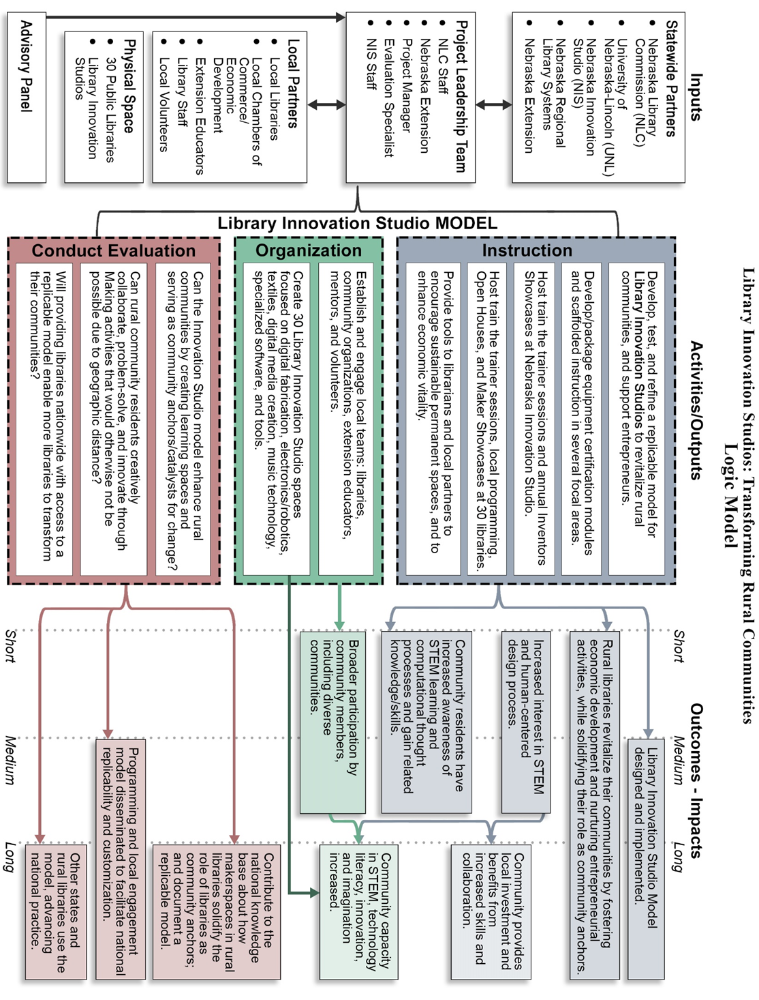 Library Innovation Studios: Transforming Rural Communities
Logic Model
Inputs
Activities/Outputs
Outcomes - Impacts
Statewide Partners
• Nebraska Library
Commission (NLC)
• University of
Nebraska-Lincoln (UNL)
• Nebraska Innovation
Studio (NIS)
• Nebraska Regional
Library Systems
• Nebraska Extension
Project Leadership Team
• NLC Staff
• Nebraska Extension
• Project Manager
• Evaluation Specialist
• NIS Staff
Local Partners
• Local Libraries
• Local Chambers of
Commerce/
Economic
Development
• Extension Educators
• Library Staff
• Local Volunteers
Physical Space
• 30 Public Libraries
• Library Innovation
Studios
Advisory Panel
Library Innovation Studio MODEL
Instruction
Develop, test, and refine a replicable model for
Library Innovation Studios to revitalize rural
communities, and support entrepreneurs.
Develop/package equipment certification modules
and scaffolded instruction in several focal areas.
Host train the trainer sessions and annual Inventors
Showcases at Nebraska Innovation Studio.
Host train the trainer sessions, local programming,
Open Houses, and Maker Showcases at 30 libraries.
Provide tools to librarians and local partners to
encourage sustainable permanent spaces, and to
enhance economic vitality.
Organization
Establish and engage local teams: libraries,
community organizations, extension educators,
mentors, and volunteers.
Create 30 Library Innovation Studio spaces
focused on digital fabrication, electronics/robotics,
textiles, digital media creation, music technology,
specialized software, and tools.
Conduct Evaluation
Can the Innovation Studio model enhance rural
communities by creating learning spaces and
serving as community anchors/catalysts for change?
Can rural community residents creatively
collaborate, problem-solve, and innovate through
Making activities that would otherwise not be
possible due to geographic distance?
Will providing libraries nationwide with access to a
replicable model enable more libraries to transform
their communities?
Short
Medium
Long
Library Innovation Studio Model
designed and implemented.
Rural libraries revitalize their communities by fostering
economic development and nurturing entrepreneurial
activities, while solidifying their role as community anchors.
Increased interest in STEM
and human-centered
design process.
Community residents have
increased awareness of
STEM learning and
computational thought
processes and gain related
knowledge/skills.
Community provides
local investment and
benefits from
increased skills and
collaboration.
Broader participation by
community members,
including diverse
communities.
Community capacity
in STEM, technology
literacy, innovation,
and imagination
increased.
Contribute to the
national knowledge
base about how
makerspaces in rural
libraries solidify the
role of libraries as
community anchors;
and document a
replicable model.
Programming and local engagement
model disseminated to facilitate national
replicability and customization.
Other states and
rural libraries use the
model, advancing
national practice.
Short
Medium
Long